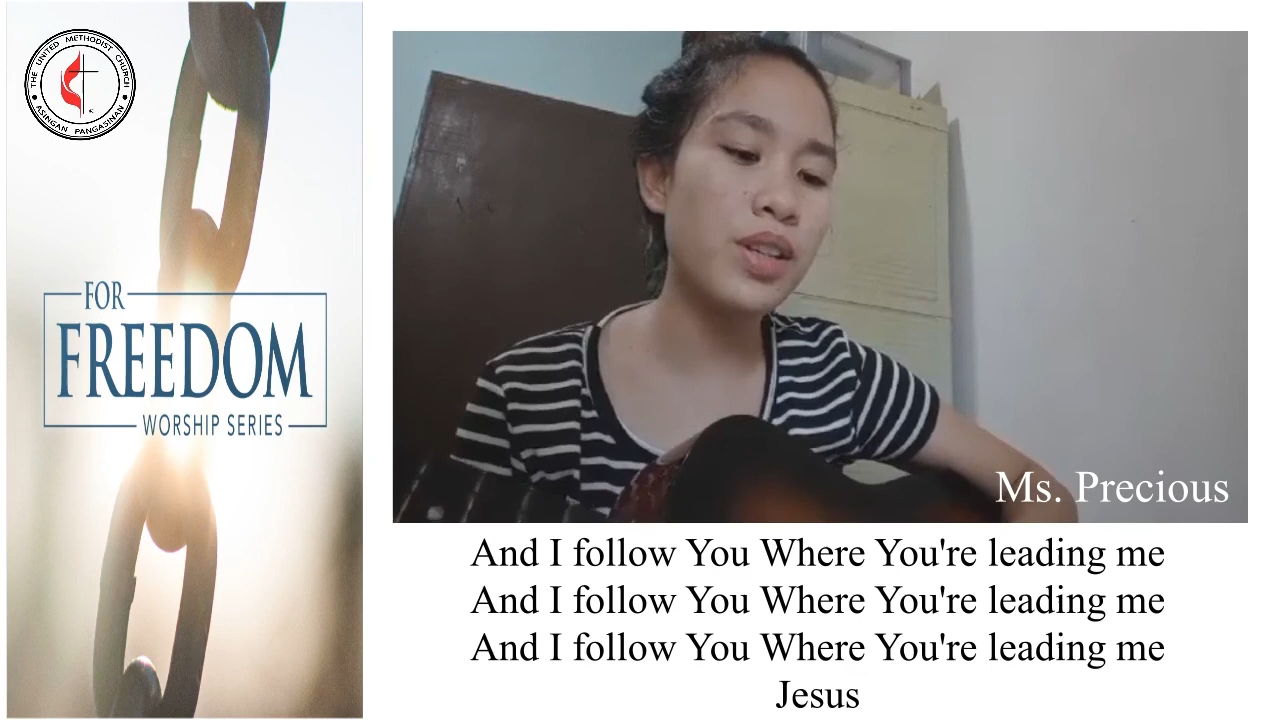 THE UNITED METHODIST CHURCH
ASINGAN PANGASINAN
FOR
FREEDOM
WORSHIP SERIES
Ms. Precious
And I follow You Where You're leading me
And I follow You Where You're leading me
And I follow You Where You're leading me
Jesus